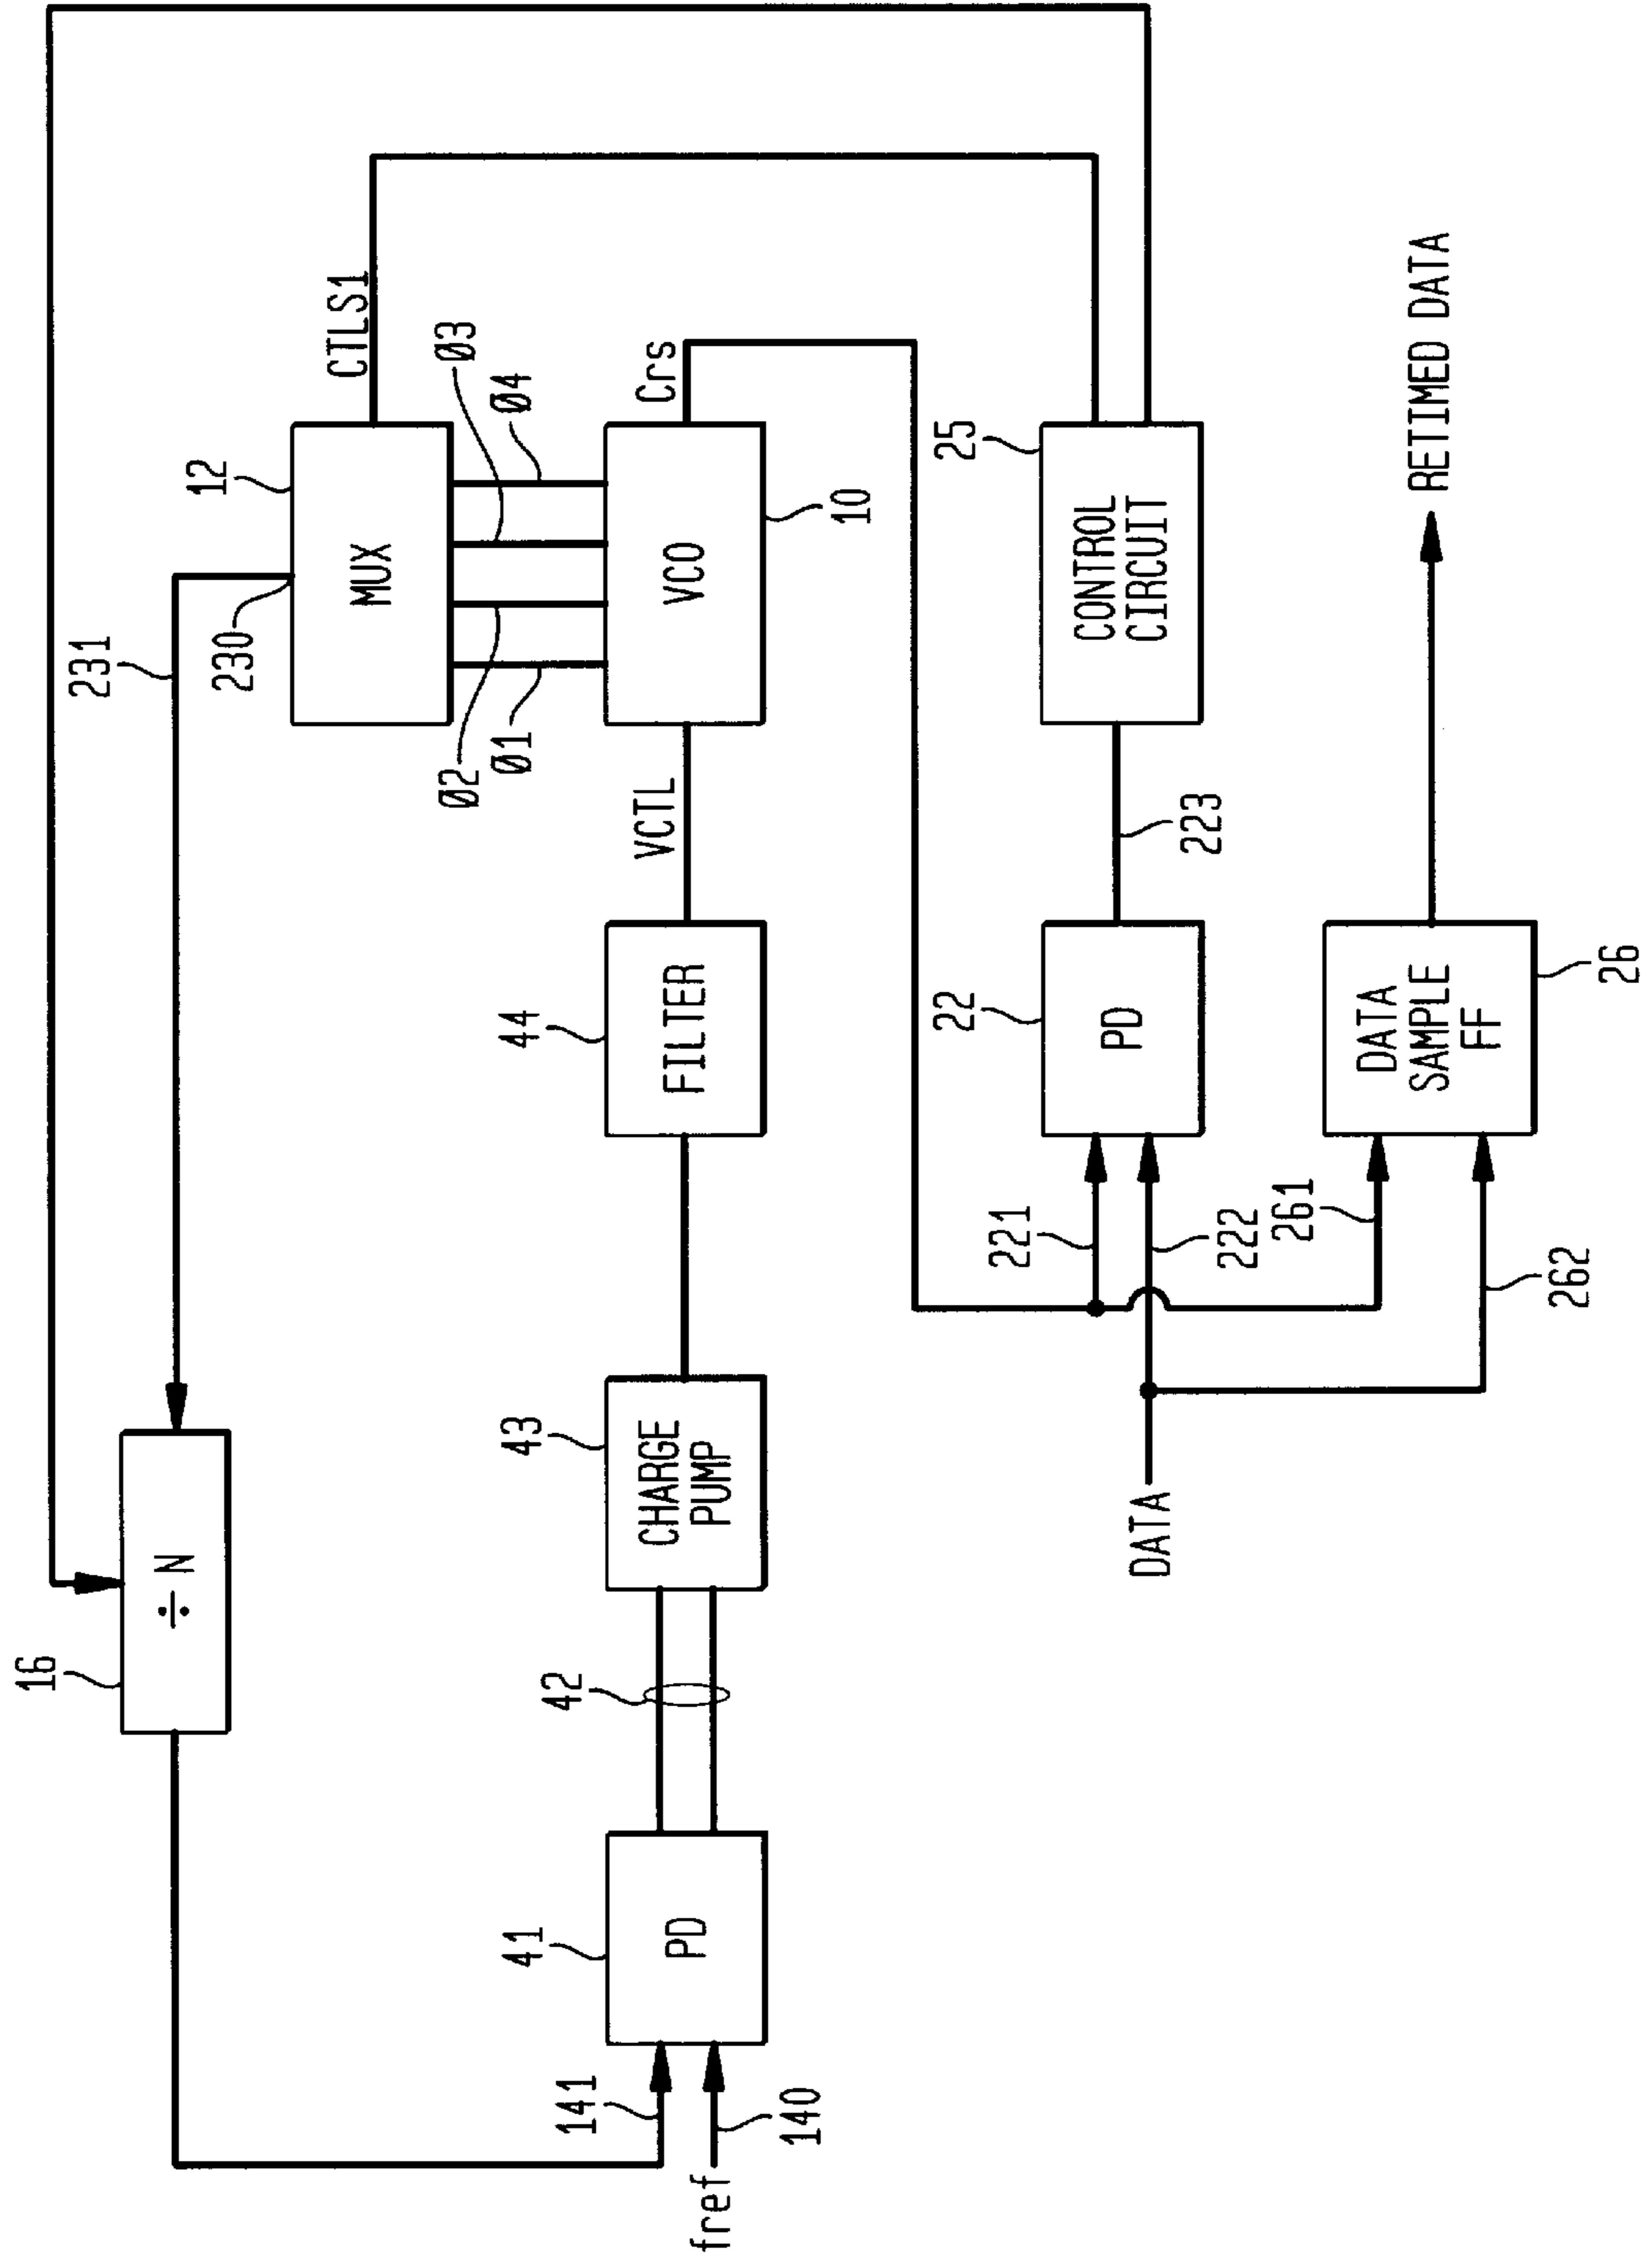 16
÷ N
231
230
12
MUX
CTLS1
Ø2
Ø1
Ø3
Ø4
fref
141
140
41
PD
42
43
CHARGE
PUMP
44
FILTER
VCTL
VCO
10
Crs
DATA
221
222
22
PD
223
25
CONTROL
CIRCUIT
261
262
DATA
SAMPLE
FF
26
RETIMED DATA